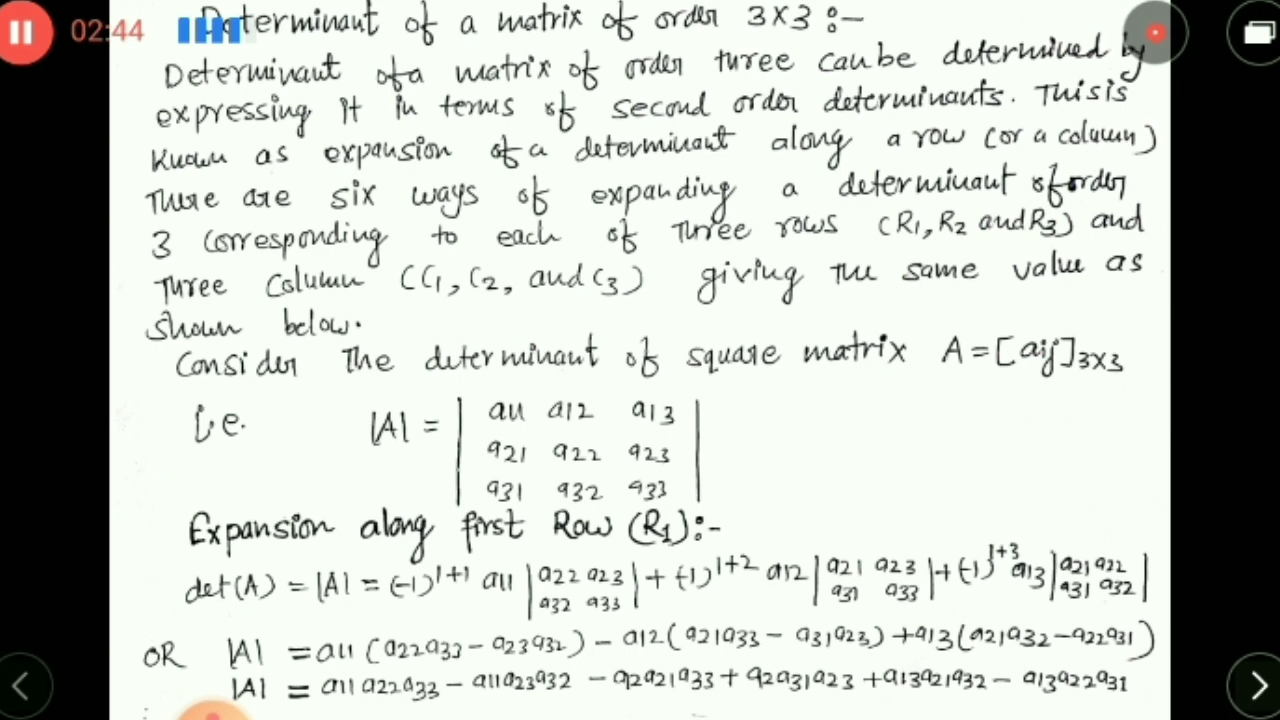 02:44
Determinant of a matrix of order 3×3 :-
Determinant of a matrix of order three can be determined by
expressing it in terms of second order determinants. This is
known as expansion of a determinant along a row (or a column)
There are six ways of expanding a determinant of order
3 corresponding to each of three rows (R₁, R₂ and R₃) and
three column (C₁, C₂, and C₃) giving the same value as
shown below.
Consider the determinant of square matrix A = [aij]₃ₓ₃
i.e. |A| = | a11 a12 a13 |
| a21 a22 a23 |
| a31 a32 a33 |
Expansion along first Row (R₁):-
det(A) = |A| = (-1)¹⁺¹ a11 | a22 a23 | + (-1)¹⁺² a12 | a21 a23 | + (-1)¹⁺³ a13 | a21 a22 |
| a32 a33 | | a31 a33 | | a31 a32 |
OR |A| = a11 (a22a33 - a23a32) - a12 (a21a33 - a31a23) + a13 (a21a32 - a22a31)
|A| = a11 a22a33 - a11a23a32 - a12a21a33 + a12a31a23 + a13a21a32 - a13a22a31